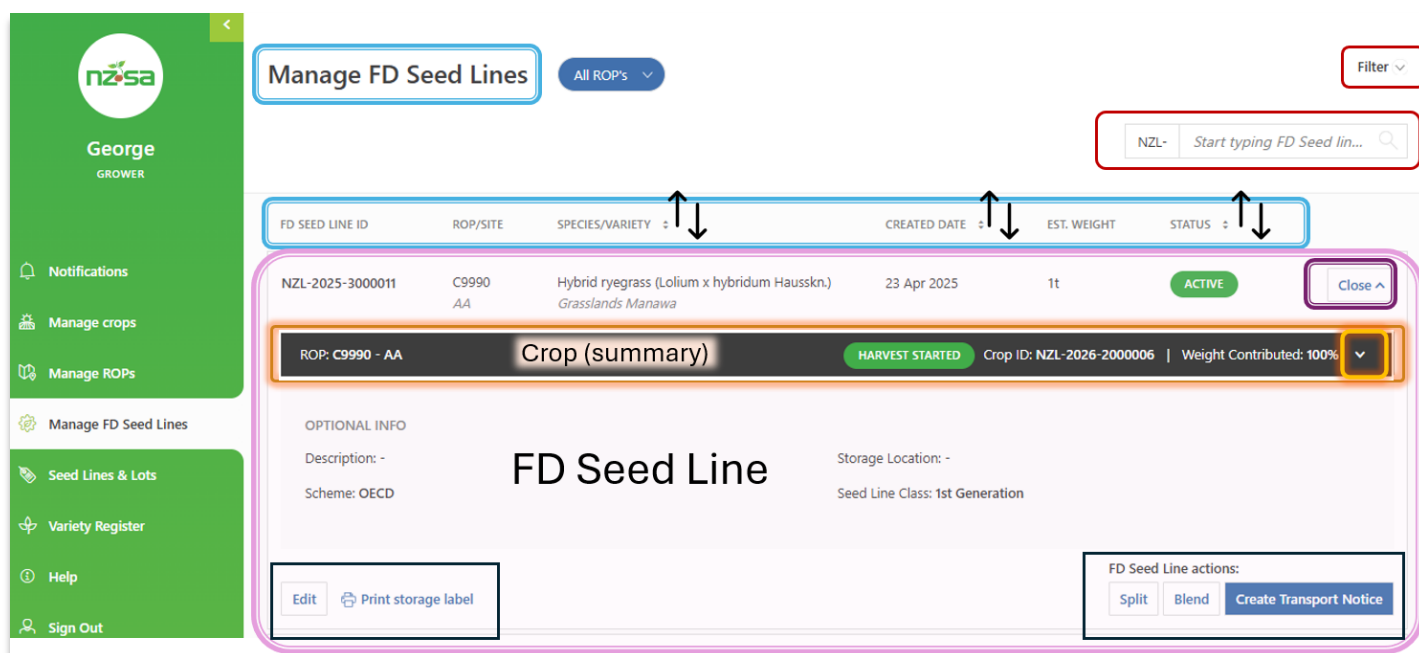 nzsa
George
GROWER
Notifications
Manage crops
Manage ROPs
Manage FD Seed Lines
Seed Lines & Lots
Variety Register
Help
Sign Out
Manage FD Seed Lines
All ROP's
Filter
NZL- Start typing FD Seed lin...
FD SEED LINE ID ROP/SITE SPECIES/VARIETY CREATED DATE EST. WEIGHT STATUS
NZL-2025-3000011 C9990 Hybrid ryegrass (Lolium x hybridum Hausskn.) 23 Apr 2025 1t ACTIVE Close
AA Grasslands Manawa
ROP: C9990 - AA Crop (summary) HARVEST STARTED Crop ID: NZL-2026-2000006 | Weight Contributed: 100%
OPTIONAL INFO
Description: - Storage Location: -
FD Seed Line
Scheme: OECD Seed Line Class: 1st Generation
FD Seed Line actions:
Edit Print storage label Split Blend Create Transport Notice